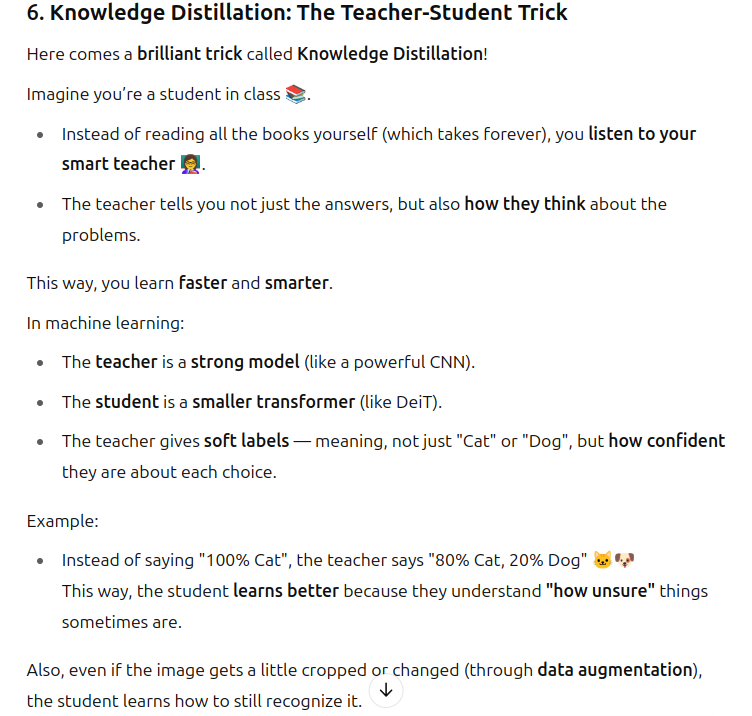 6. Knowledge Distillation: The Teacher-Student Trick
Here comes a brilliant trick called Knowledge Distillation!
Imagine you’re a student in class 📚.
• Instead of reading all the books yourself (which takes forever), you listen to your
smart teacher 👩‍🏫.
• The teacher tells you not just the answers, but also how they think about the
problems.
This way, you learn faster and smarter.
In machine learning:
• The teacher is a strong model (like a powerful CNN).
• The student is a smaller transformer (like DeiT).
• The teacher gives soft labels — meaning, not just "Cat" or "Dog", but how confident
they are about each choice.
Example:
• Instead of saying "100% Cat", the teacher says "80% Cat, 20% Dog" 🐱🐶
This way, the student learns better because they understand "how unsure" things
sometimes are.
Also, even if the image gets a little cropped or changed (through data augmentation),
the student learns how to still recognize it.